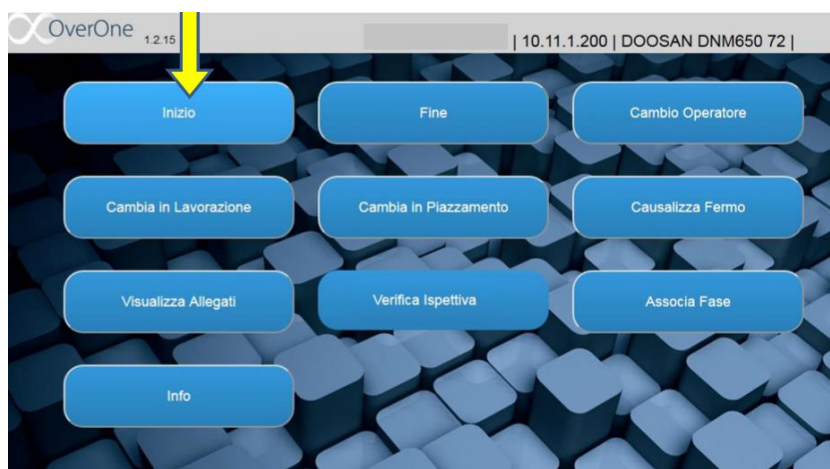 OverOne 1.2.15
| 10.11.1.200 | DOOSAN DNM650 72 |
Inizio
Fine
Cambio Operatore
Cambia in Lavorazione
Cambia in Piazzamento
Causalizza Fermo
Visualizza Allegati
Verifica Ispettiva
Associa Fase
Info